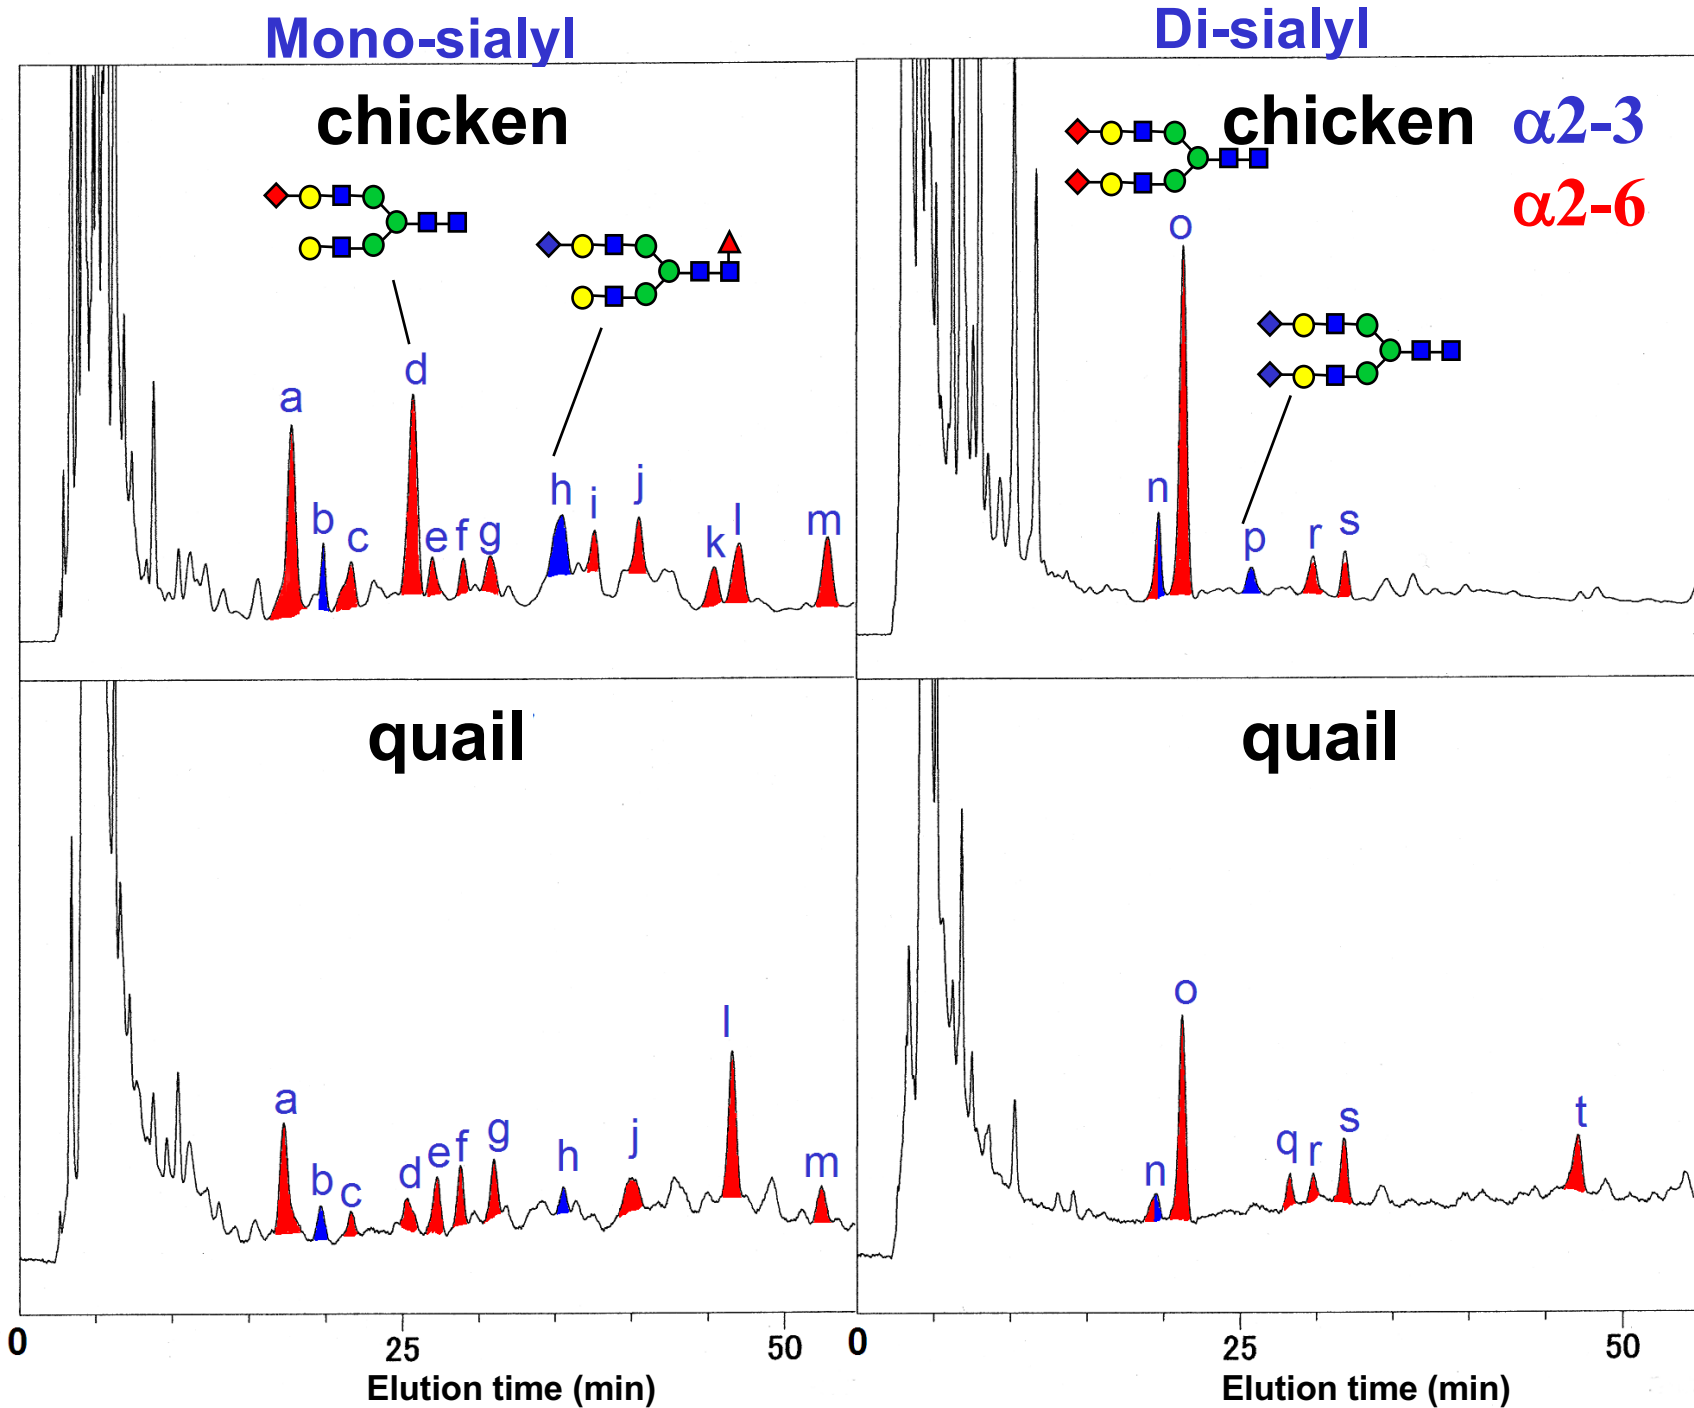 Mono-sialyl
Di-sialyl
chicken
chicken
α2-3
α2-6
a
b
c
d
e
f
g
h
i
j
k
l
m
n
o
p
r
s
quail
quail
a
b
c
d
e
f
g
h
j
l
m
n
o
q
r
s
t
0
25
50
0
25
50
Elution time (min)
Elution time (min)